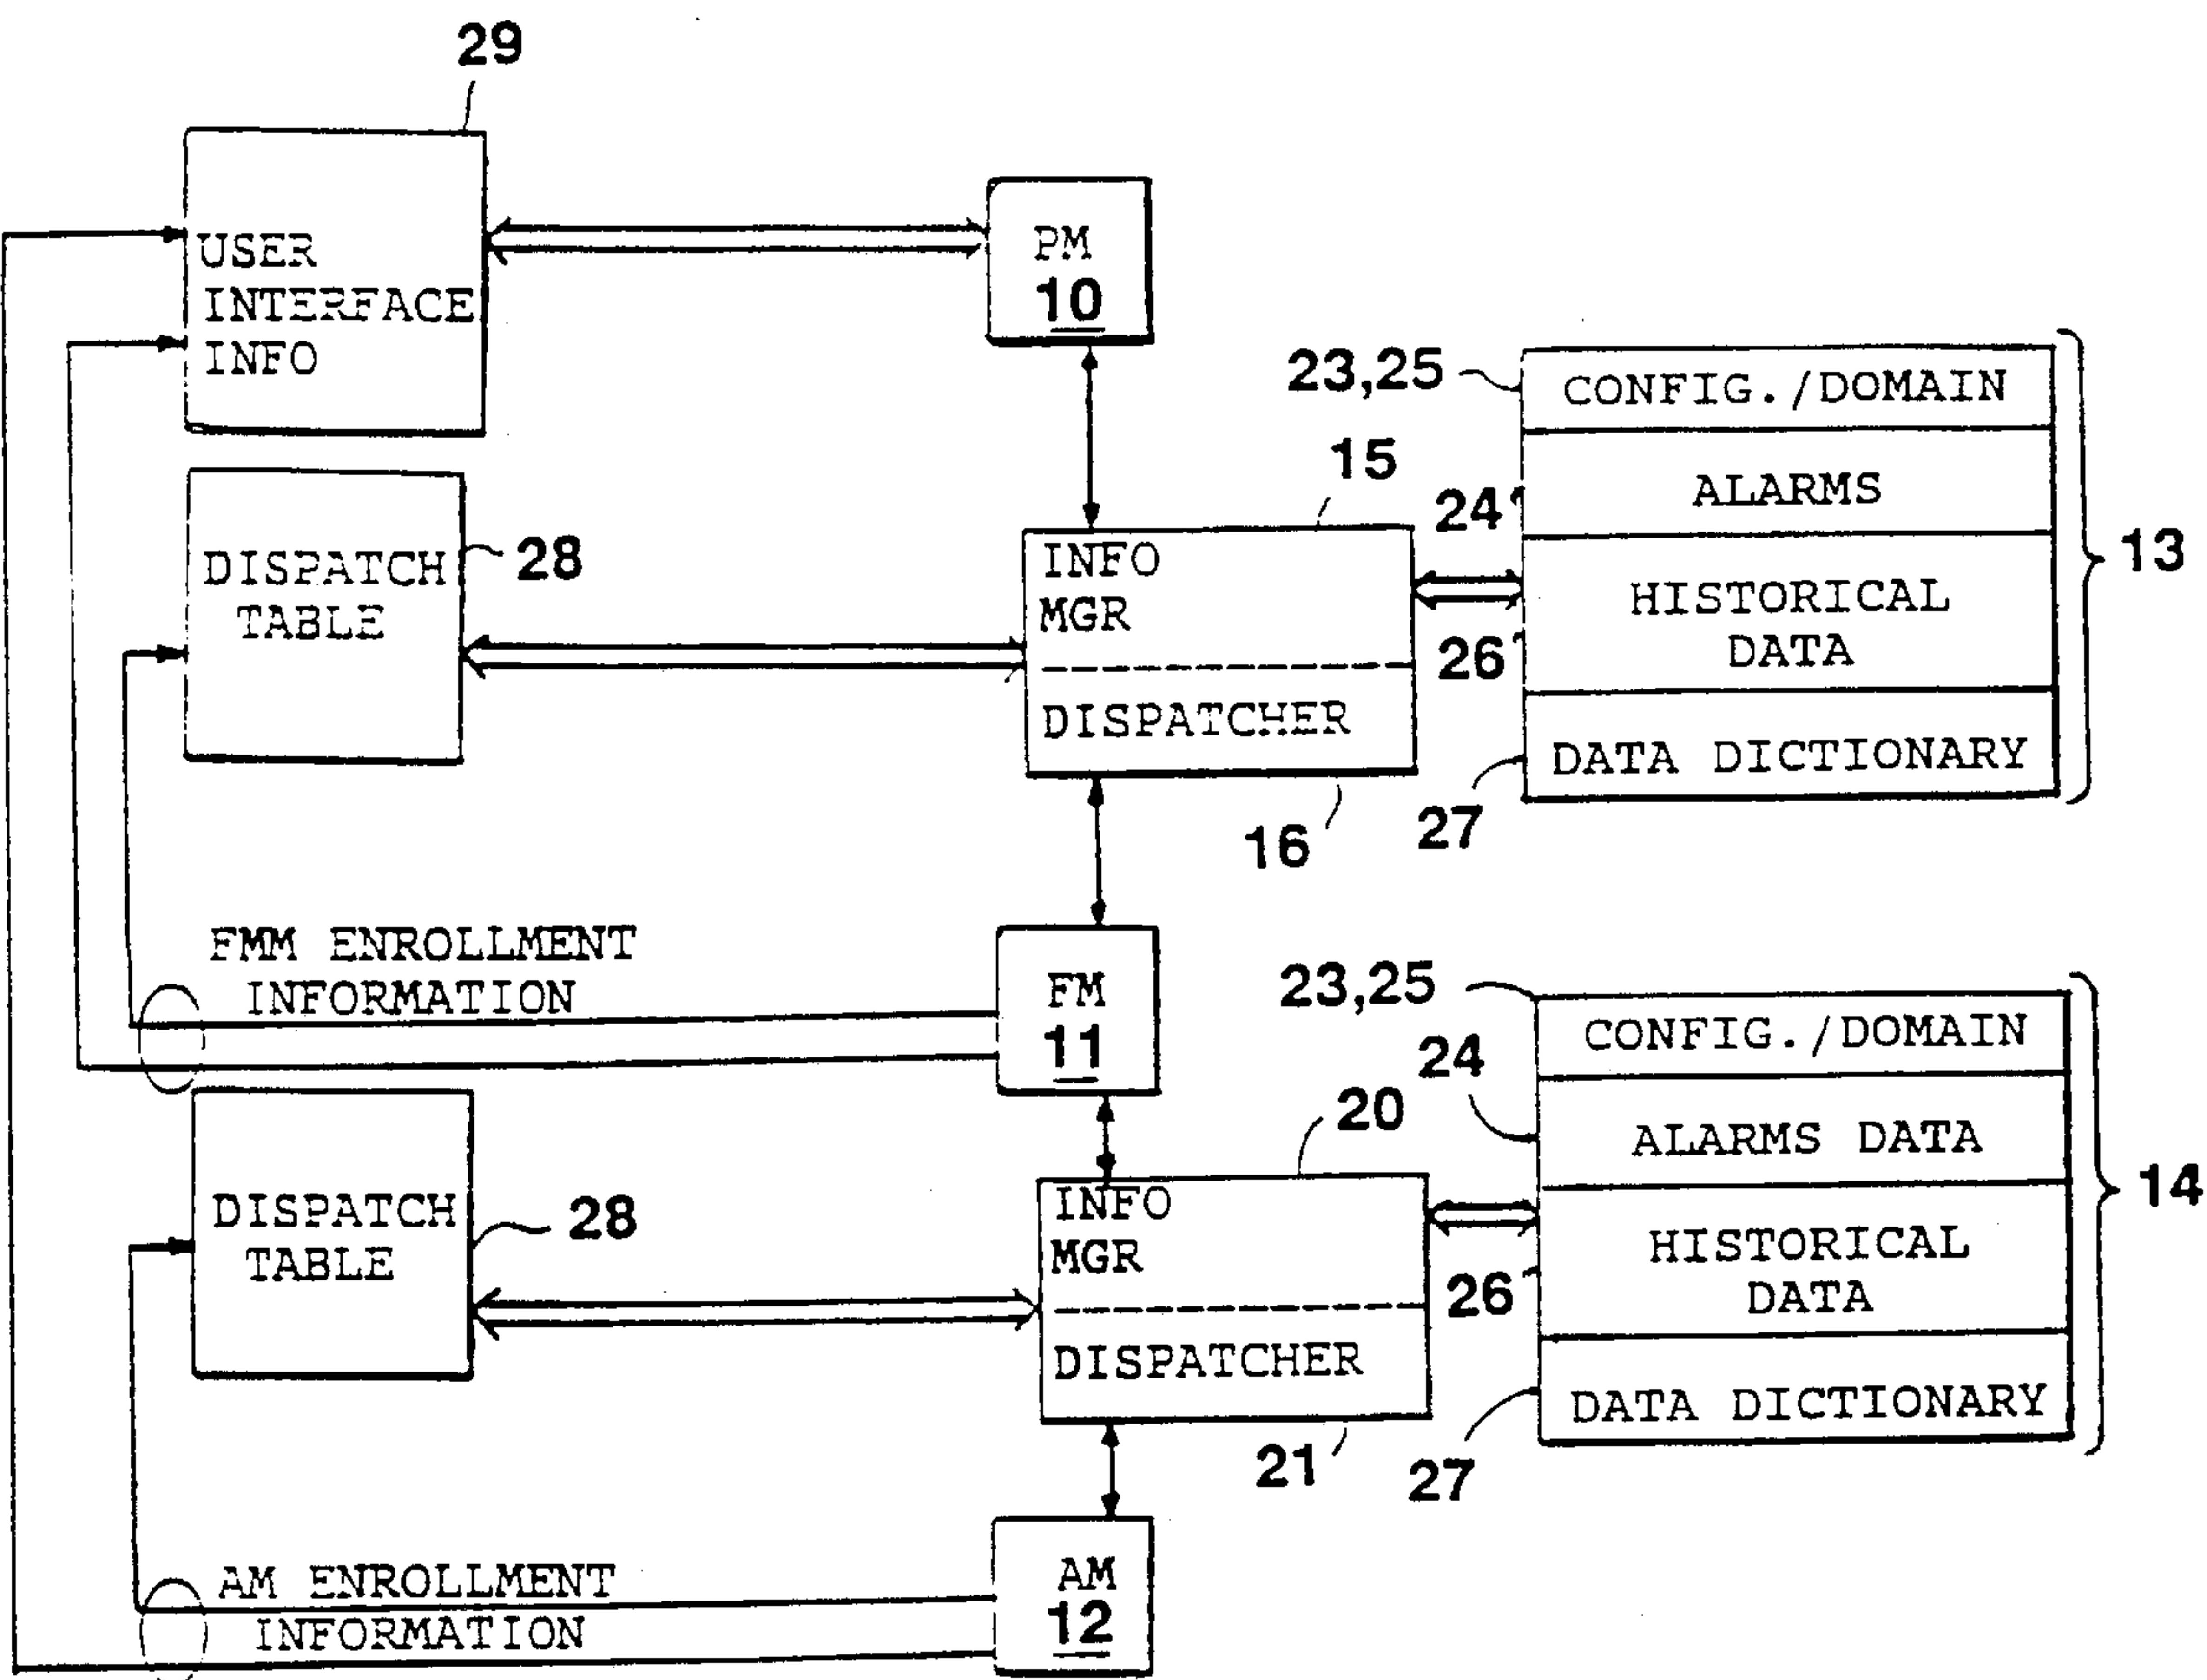 29
USER
INTERFACE
INFO
PM
10
23,25
CONFIG./DOMAIN
15
24
ALARMS
13
DISPATCH
TABLE
28
INFO
MGR
HISTORICAL
DATA
26
DISPATCHER
DATA DICTIONARY
27
16
FMM ENROLLMENT
INFORMATION
FM
11
23,25
CONFIG./DOMAIN
24
20
ALARMS DATA
14
DISPATCH
TABLE
28
INFO
MGR
HISTORICAL
DATA
26
DISPATCHER
DATA DICTIONARY
21
27
AM ENROLLMENT
INFORMATION
AM
12